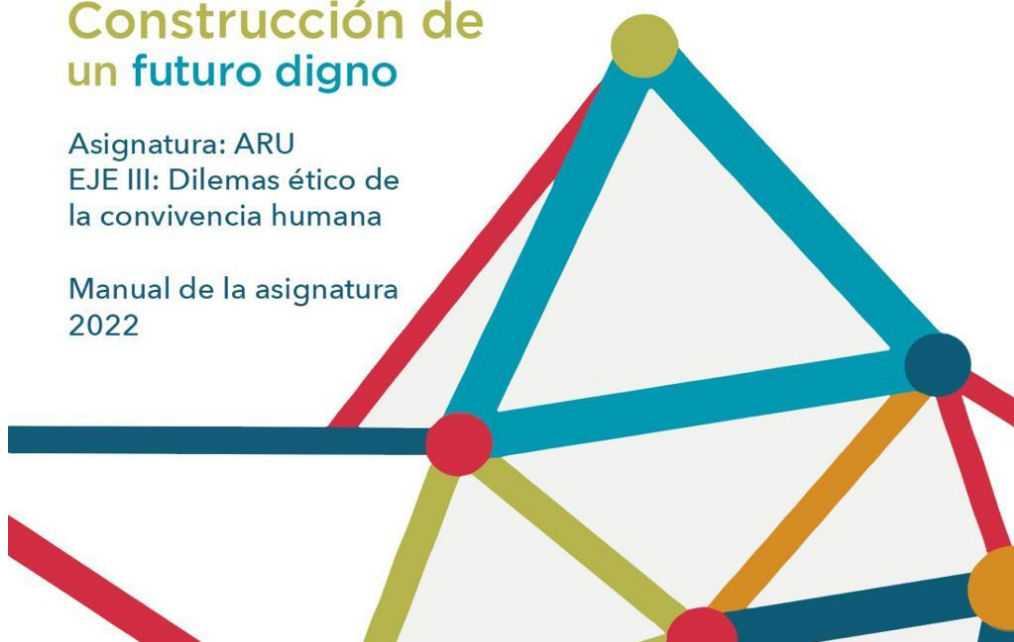 Construcción de
un futuro digno
Asignatura: ARU
EJE III: Dilemas ético de
la convivencia humana
Manual de la asignatura
2022